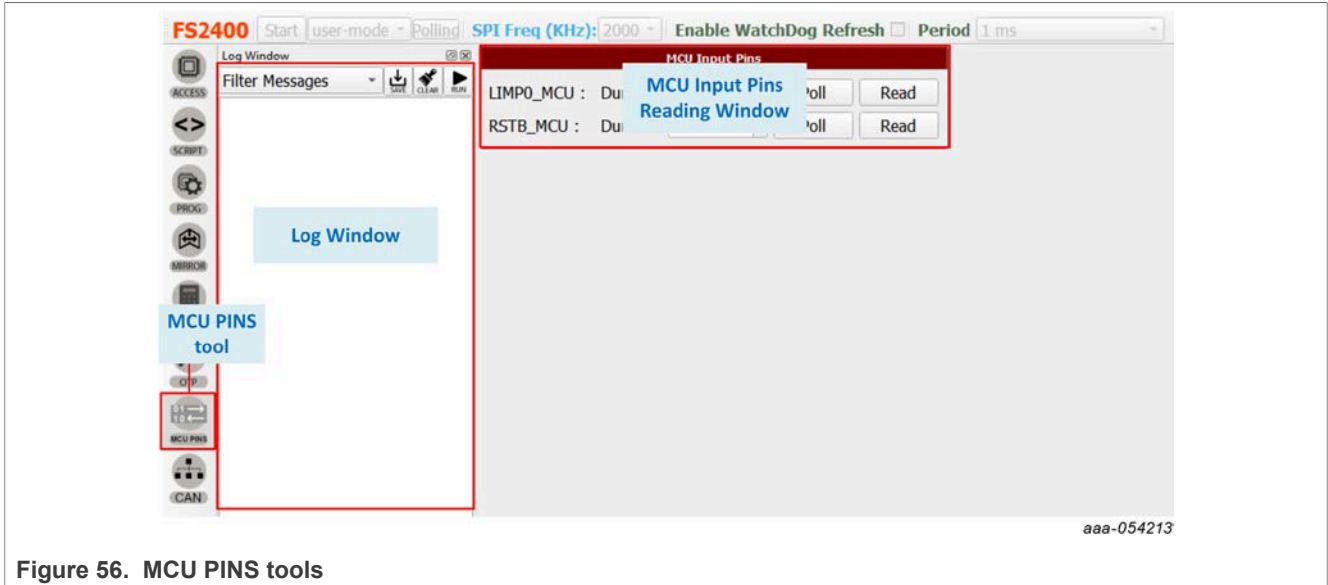 FS2400 Start user-mode Polling SPI Freq (KHz): 2000 Enable WatchDog Refresh Period 1 ms
Log Window
MCU Input Pins
Filter Messages SAVE CLEAR RUN
ACCESS
LIMP0_MCU : Du Poll Read
MCU Input Pins
Reading Window
RSTB_MCU : Du Poll Read
<>
SCRIPT
PROG
Log Window
MIRROR
MCU PINS
tool
OTP
MCU PINS
CAN
aaa-054213
Figure 56. MCU PINS tools